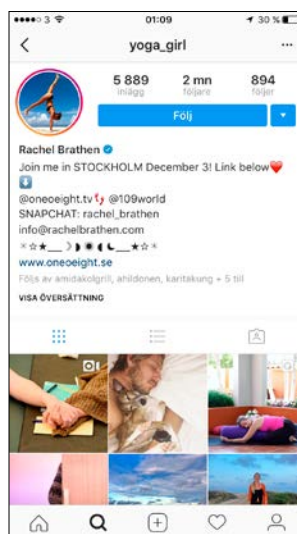 3 01:09 30 %
yoga_girl
5 889 2 mn 894
inlägg följare följer
Följ
Rachel Brathen
Join me in STOCKHOLM December 3! Link below❤️
⬇️
@oneoeight.tv @109world
SNAPCHAT: rachel_brathen
info@rachelbrathen.com
www.oneoeight.se
Följs av amidakolgrill, ahildonen, karitakung + 5 till
VISA ÖVERSÄTTNING